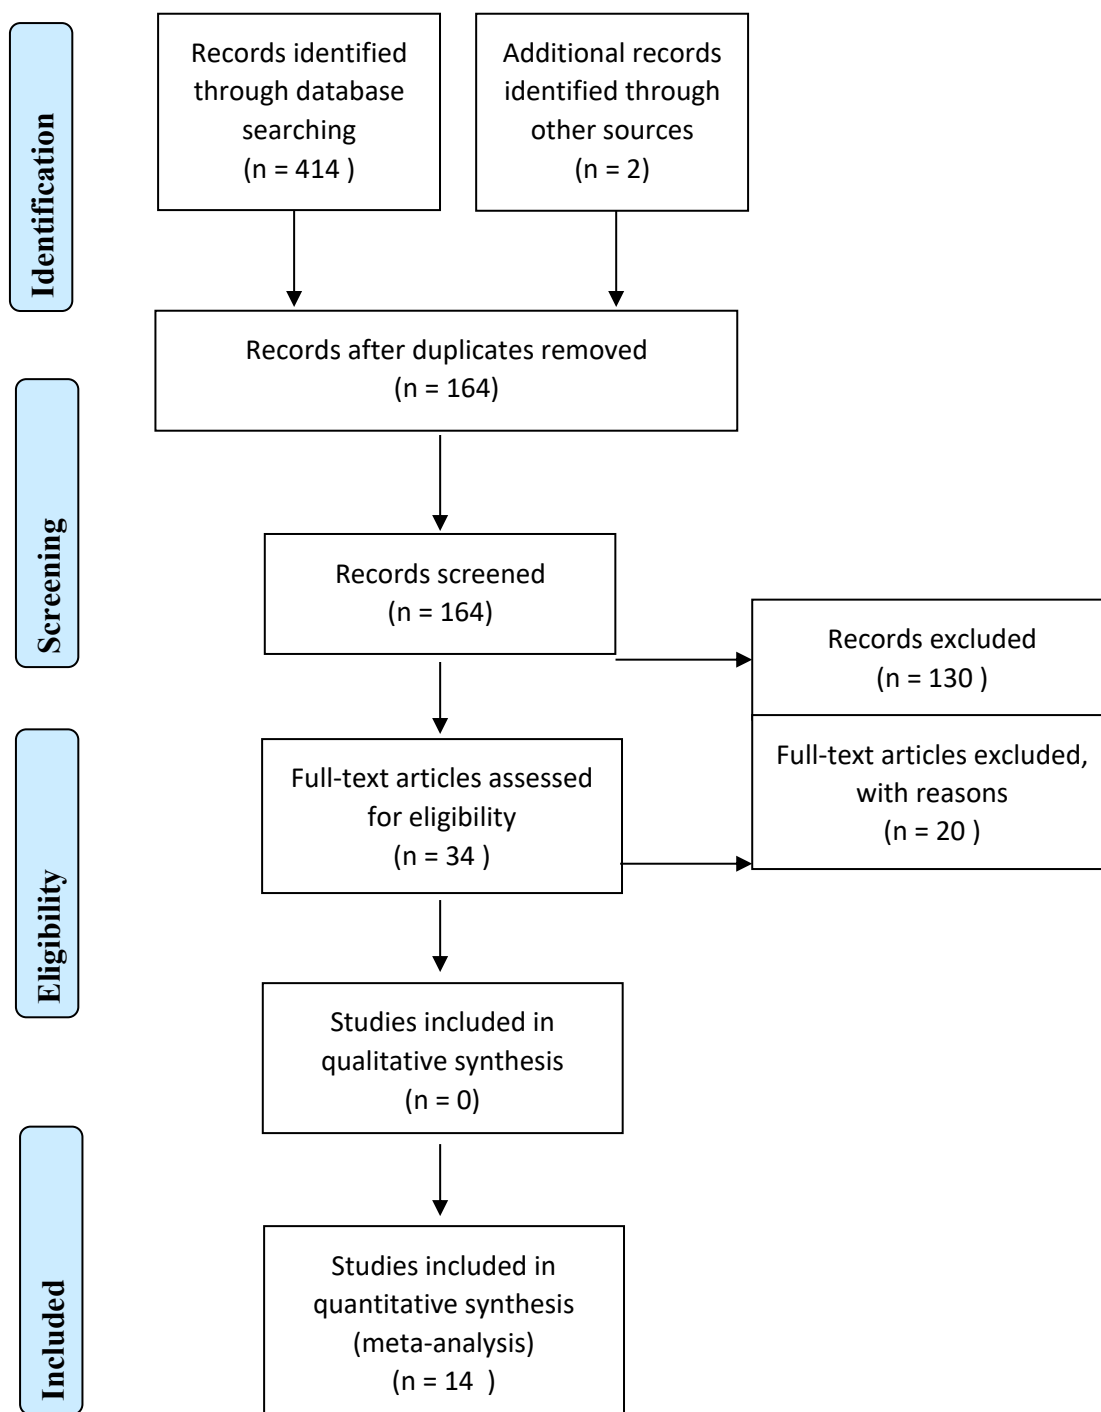 Identification
Records identified
through database
searching
(n = 414 )
Additional records
identified through
other sources
(n = 2)
Records after duplicates removed
(n = 164)
Screening
Records screened
(n = 164)
Records excluded
(n = 130 )
Eligibility
Full-text articles assessed
for eligibility
(n = 34 )
Full-text articles excluded,
with reasons
(n = 20 )
Studies included in
qualitative synthesis
(n = 0)
Included
Studies included in
quantitative synthesis
(meta-analysis)
(n = 14 )